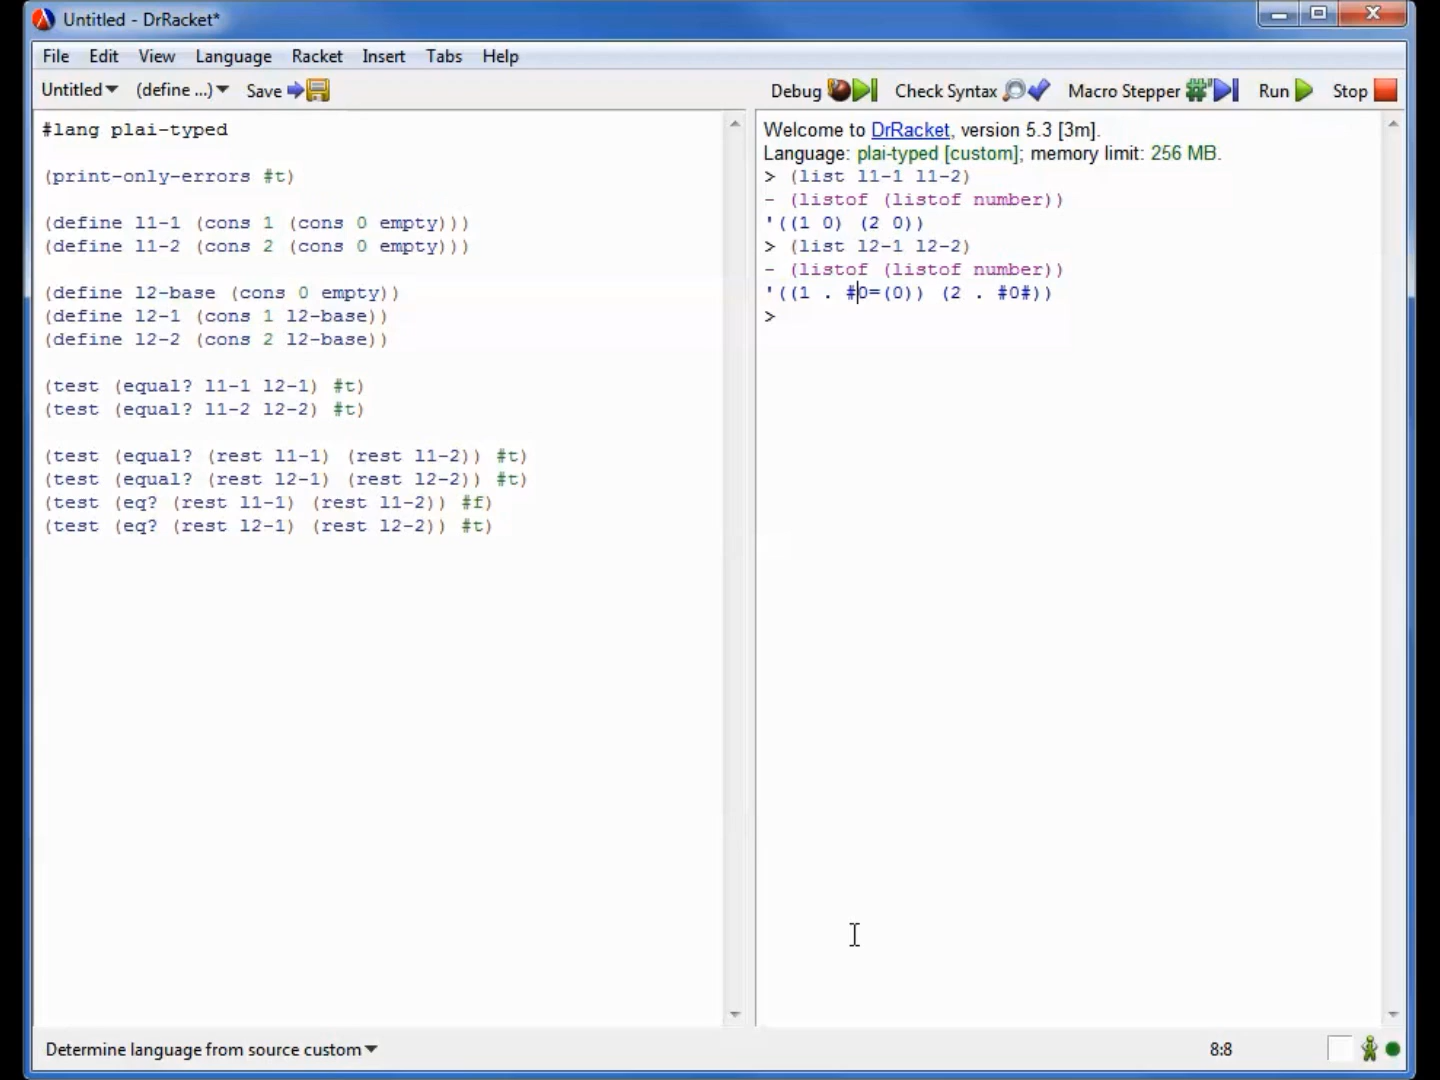 Untitled - DrRacket*
File Edit View Language Racket Insert Tabs Help
Untitled (define ...) Save Debug Check Syntax Macro Stepper Run Stop
#lang plai-typed
(print-only-errors #t)
(define l1-1 (cons 1 (cons 0 empty)))
(define l1-2 (cons 2 (cons 0 empty)))
(define l2-base (cons 0 empty))
(define l2-1 (cons 1 l2-base))
(define l2-2 (cons 2 l2-base))
(test (equal? l1-1 l2-1) #t)
(test (equal? l1-2 l2-2) #t)
(test (equal? (rest l1-1) (rest l1-2)) #t)
(test (equal? (rest l2-1) (rest l2-2)) #t)
(test (eq? (rest l1-1) (rest l1-2)) #f)
(test (eq? (rest l2-1) (rest l2-2)) #t)
Welcome to DrRacket, version 5.3 [3m].
Language: plai-typed [custom]; memory limit: 256 MB.
> (list l1-1 l1-2)
- (listof (listof number))
'((1 0) (2 0))
> (list l2-1 l2-2)
- (listof (listof number))
'((1 . #0=(0)) (2 . #0#))
>
Determine language from source custom
8:8